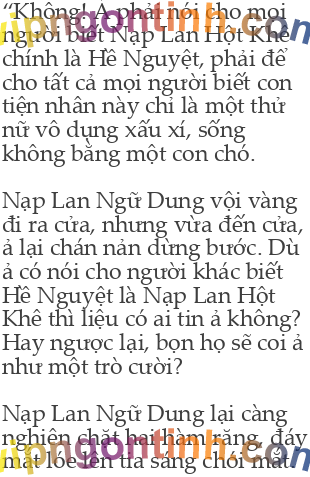 “Không! Ả phải nói cho mọi
người biết Nạp Lan Hột Khê
chính là Hề Nguyệt, phải để
cho tất cả mọi người biết con
tiện nhân này chỉ là một thứ
nữ vô dụng xấu xí, sống
không bằng một con chó.
Nạp Lan Ngữ Dung vội vàng
đi ra cửa, nhưng vừa đến cửa,
ả lại chán nản dừng bước. Dù
ả có nói cho người khác biết
Hề Nguyệt là Nạp Lan Hột
Khê thì liệu có ai tin ả không?
Hay ngược lại, bọn họ sẽ coi ả
như một trò cười?
Nạp Lan Ngữ Dung lại càng
nghiến chặt hai hàm răng, đáy
mắt lóe lên tia sáng chói mắt
vipngontinh.com
vipngontinh.com